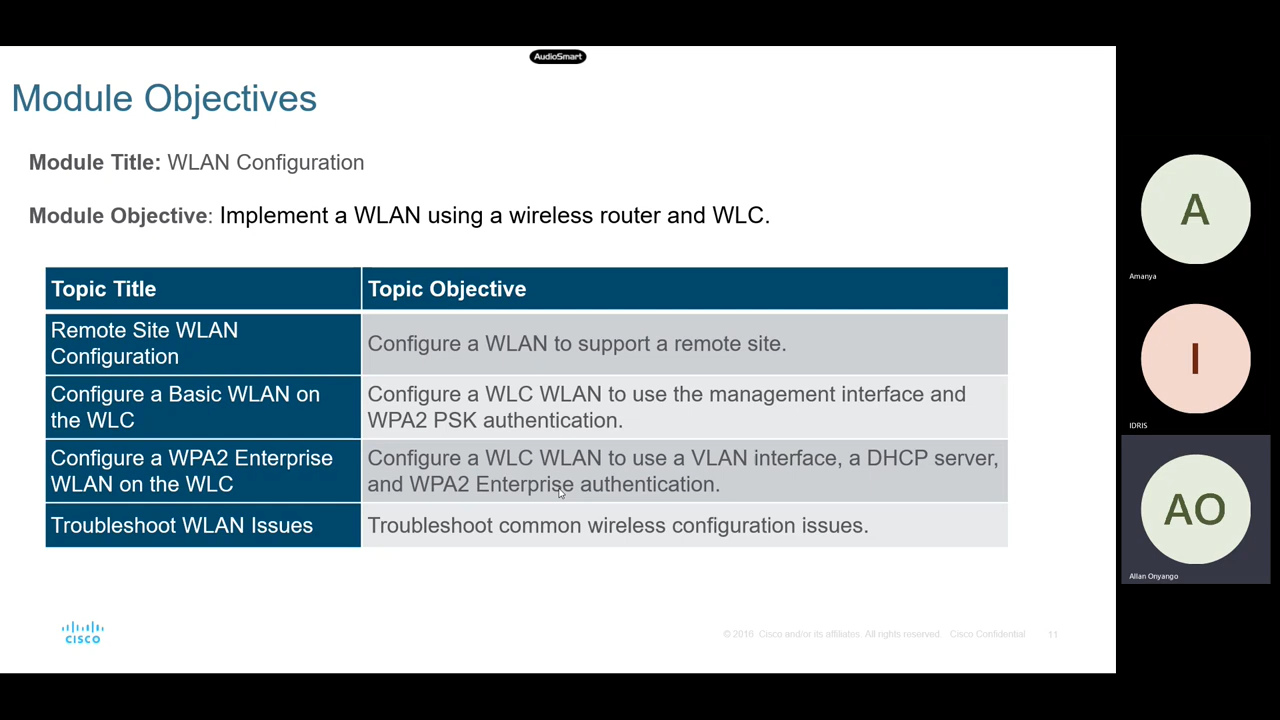 AudioSmart
Module Objectives
Module Title: WLAN Configuration
Module Objective: Implement a WLAN using a wireless router and WLC.
Topic Title
Topic Objective
Remote Site WLAN
Configuration
Configure a WLAN to support a remote site.
Configure a Basic WLAN on
the WLC
Configure a WLC WLAN to use the management interface and
WPA2 PSK authentication.
Configure a WPA2 Enterprise
WLAN on the WLC
Configure a WLC WLAN to use a VLAN interface, a DHCP server,
and WPA2 Enterprise authentication.
Troubleshoot WLAN Issues
Troubleshoot common wireless configuration issues.
CISCO
© 2016 Cisco and/or its affiliates. All rights reserved. Cisco Confidential
11
A
Amanya
I
IDRIS
AO
Allan Onyango